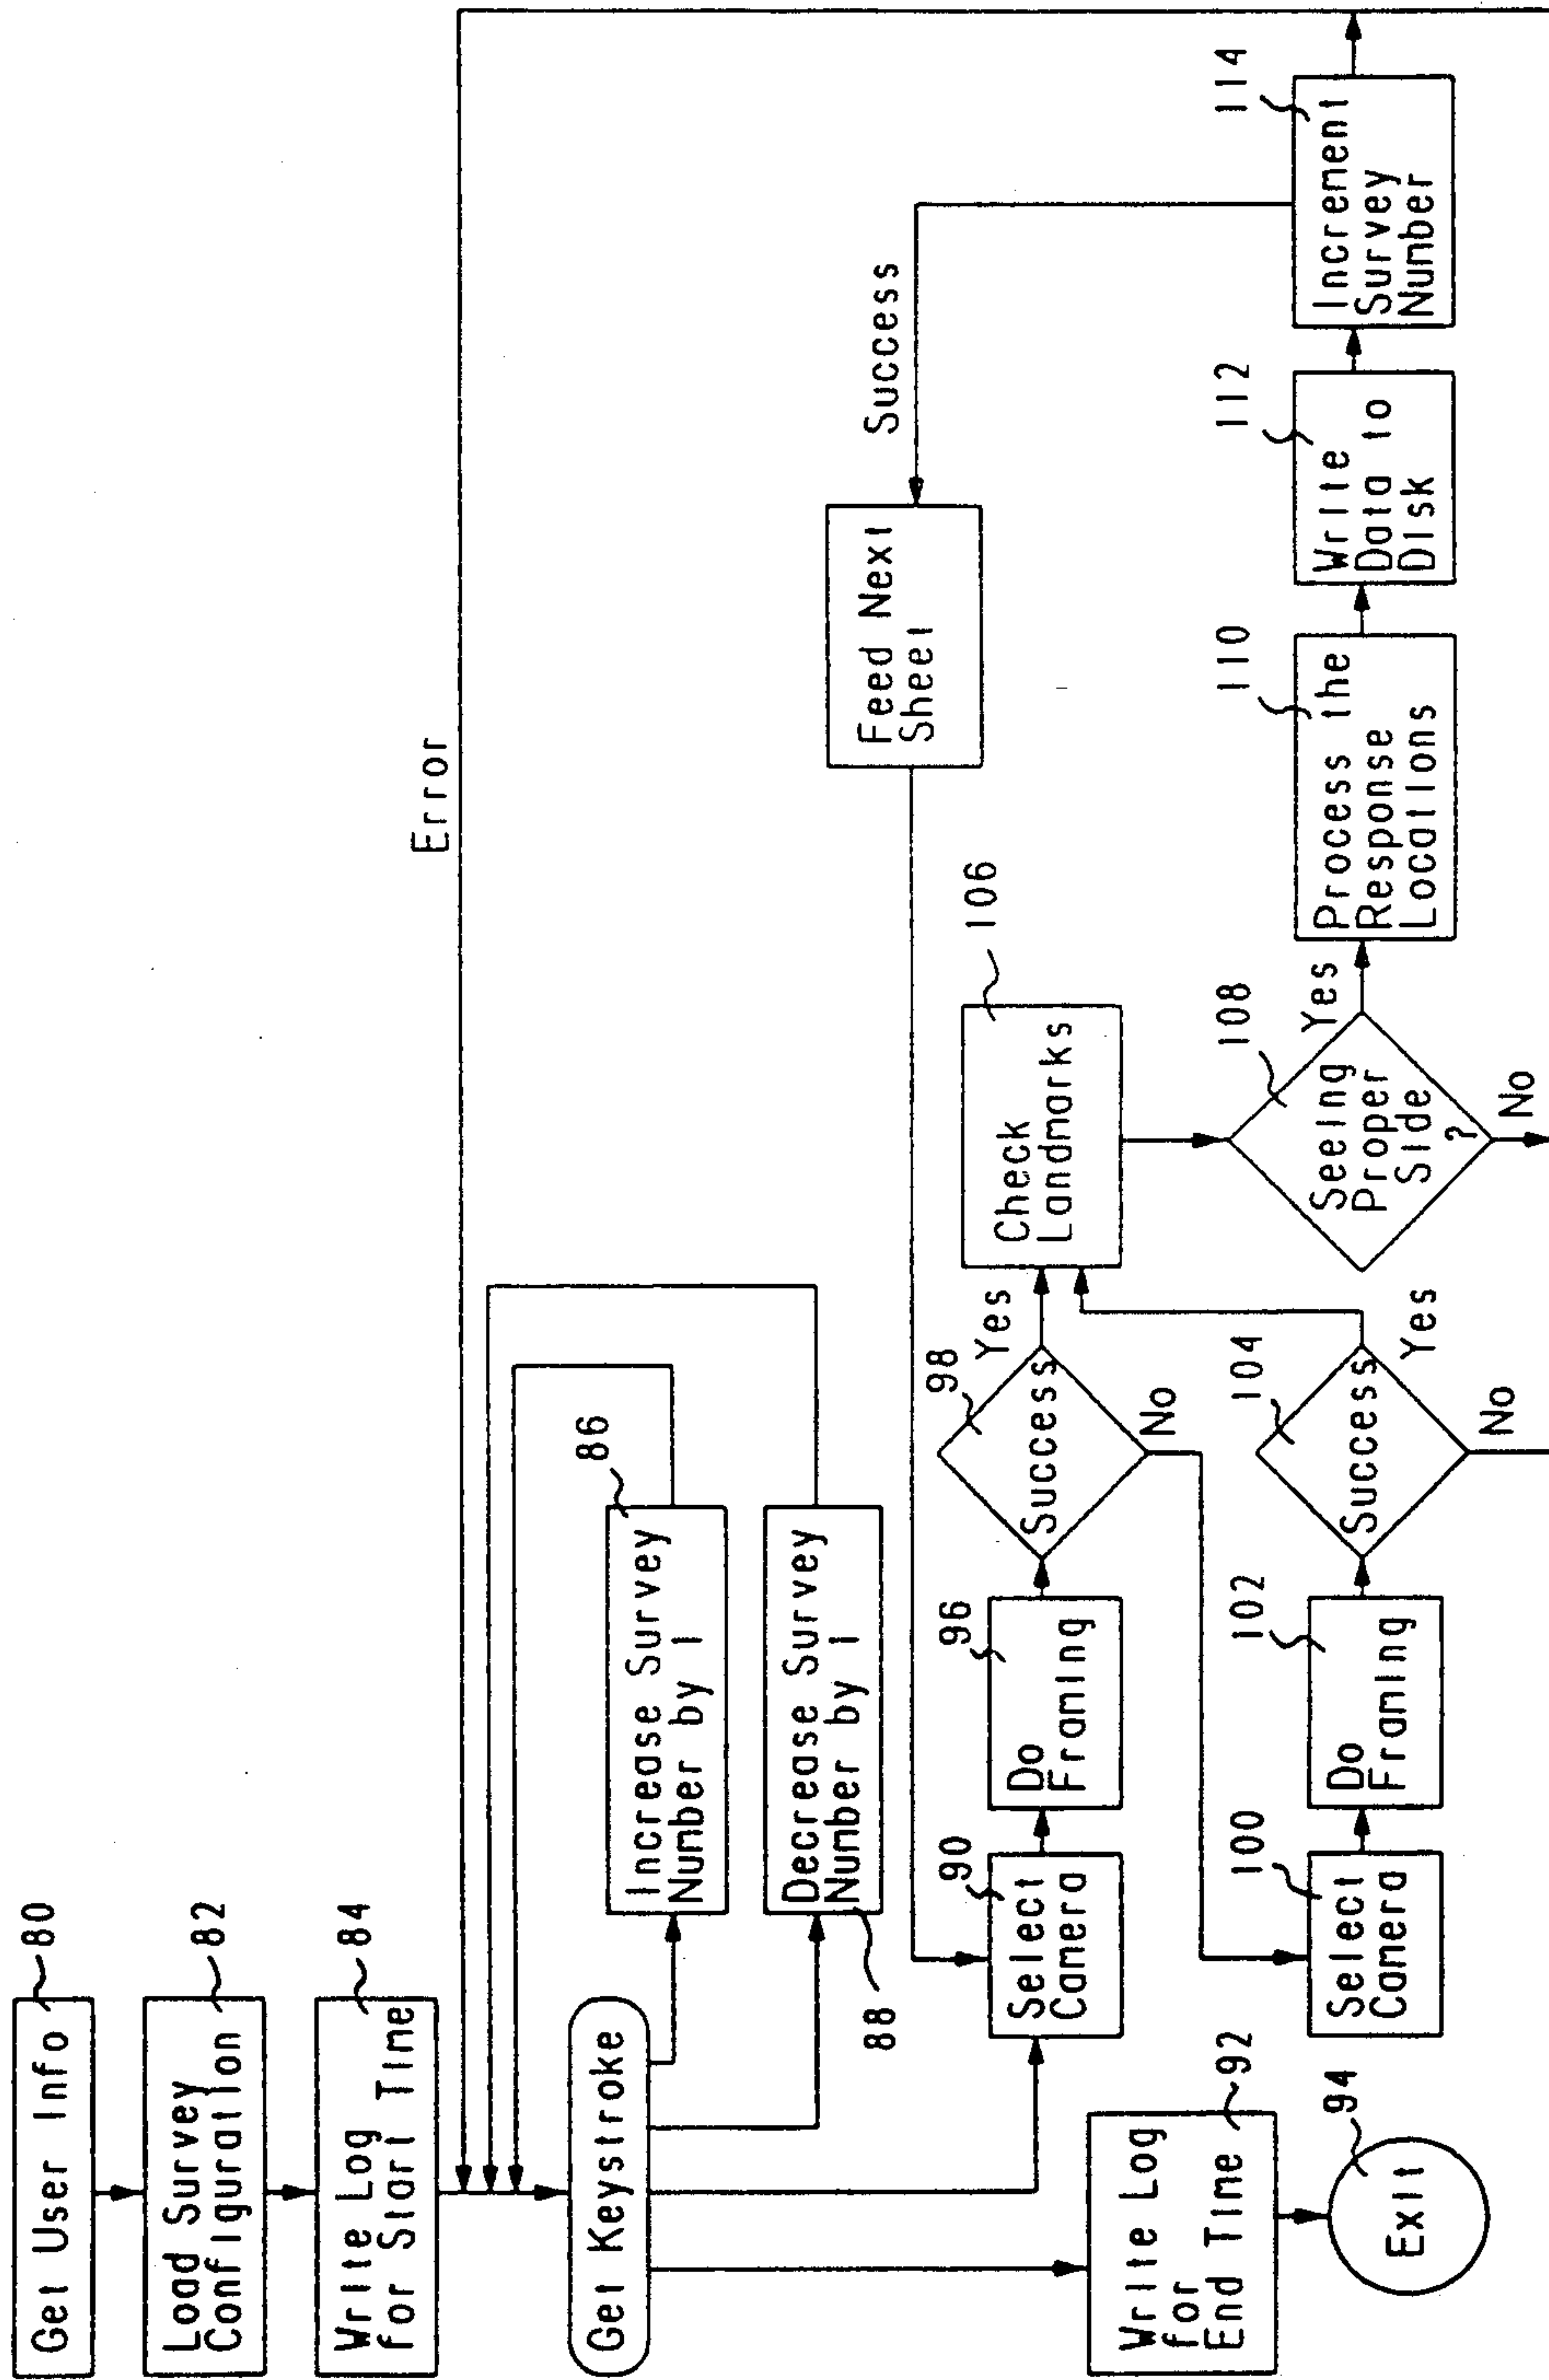 Get User Info
80
Load Survey
Configuration
82
Write Log
for Start Time
84
Error
Get Keystroke
Increase Survey
Number by 1
86
Decrease Survey
Number by 1
88
Feed Next
Sheet
Success
Select
Camera
90
Do
Framing
96
Success
98
Yes
No
Check
Landmarks
106
Write Log
for
End Time
92
Exit
94
Select
Camera
100
Do
Framing
102
Success
104
Yes
No
Seeing
Proper
Side
?
108
Yes
No
Process the
Response
Locations
110
Write
Data to
Disk
112
Increment
Survey
Number
114